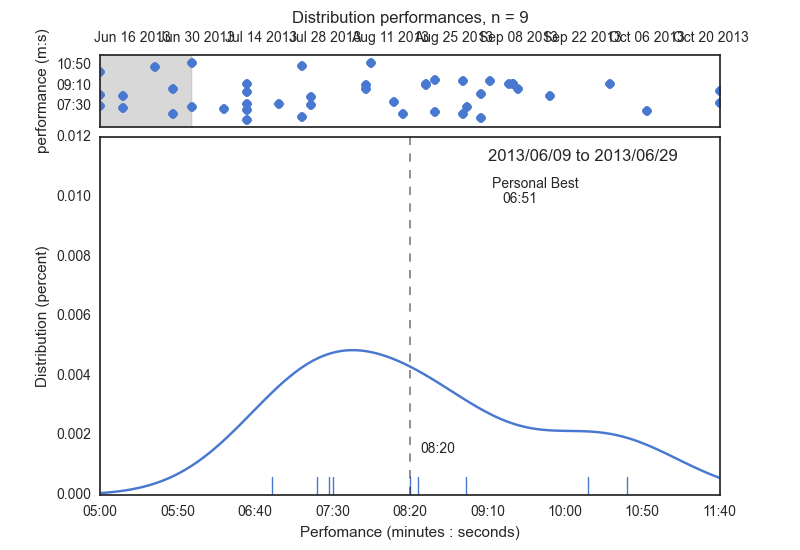 Distribution performances, n = 9
Jun 16 2013 Jun 30 2013 Jul 14 2013 Jul 28 2013 Aug 11 2013 Aug 25 2013 Sep 08 2013 Sep 22 2013 Oct 06 2013 Oct 20 2013
performance (m:s)
10:50
09:10
07:30
0.012
2013/06/09 to 2013/06/29
Personal Best
0.010
06:51
0.008
0.006
Distribution (percent)
0.004
0.002
08:20
0.000
05:00 05:50 06:40 07:30 08:20 09:10 10:00 10:50 11:40
Perfomance (minutes : seconds)